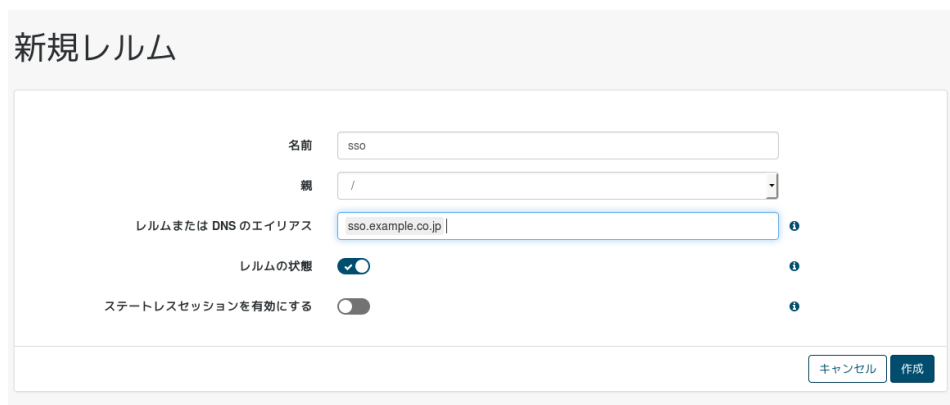 新規レルム
名前 sso
親 /
レルムまたは DNS のエイリアス sso.example.co.jp
レルムの状態
ステートレスセッションを有効にする
キャンセル 作成